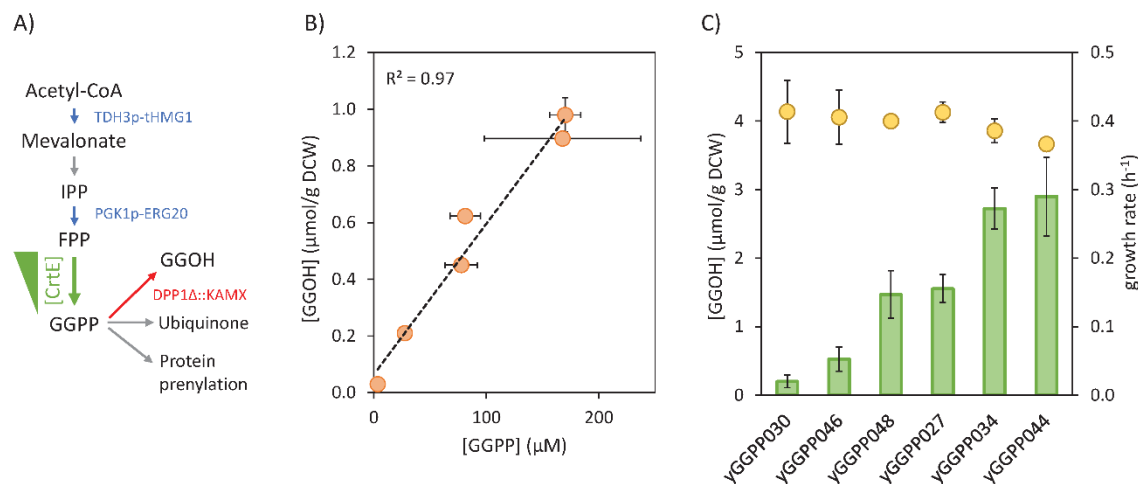 A)
Acetyl-CoA
TDH3p-tHMG1
Mevalonate
IPP
PGK1p-ERG20
FPP
[CrtE]
GGOH
DPP1Δ::KAMX
GGPP
Ubiquinone
Protein
prenylation
B)
1.2
1.0
0.8
0.6
0.4
0.2
0.0
R² = 0.97
[GGOH] (µmol/g DCW)
0
100
200
[GGPP] (µM)
C)
5
4
3
2
1
0
[GGOH] (µmol/g DCW)
0.5
0.4
0.3
0.2
0.1
0.0
growth rate (h⁻¹)
yGGPP030
yGGPP046
yGGPP048
yGGPP027
yGGPP034
yGGPP044